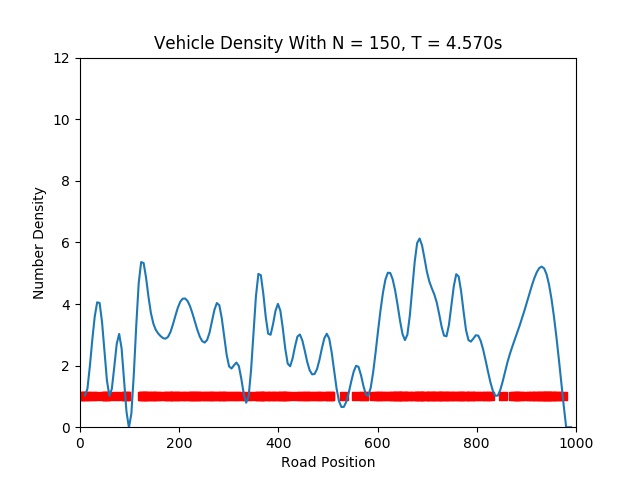 Vehicle Density With N = 150, T = 4.570s
12
10
8
6
4
2
0
Number Density
0 200 400 600 800 1000
Road Position